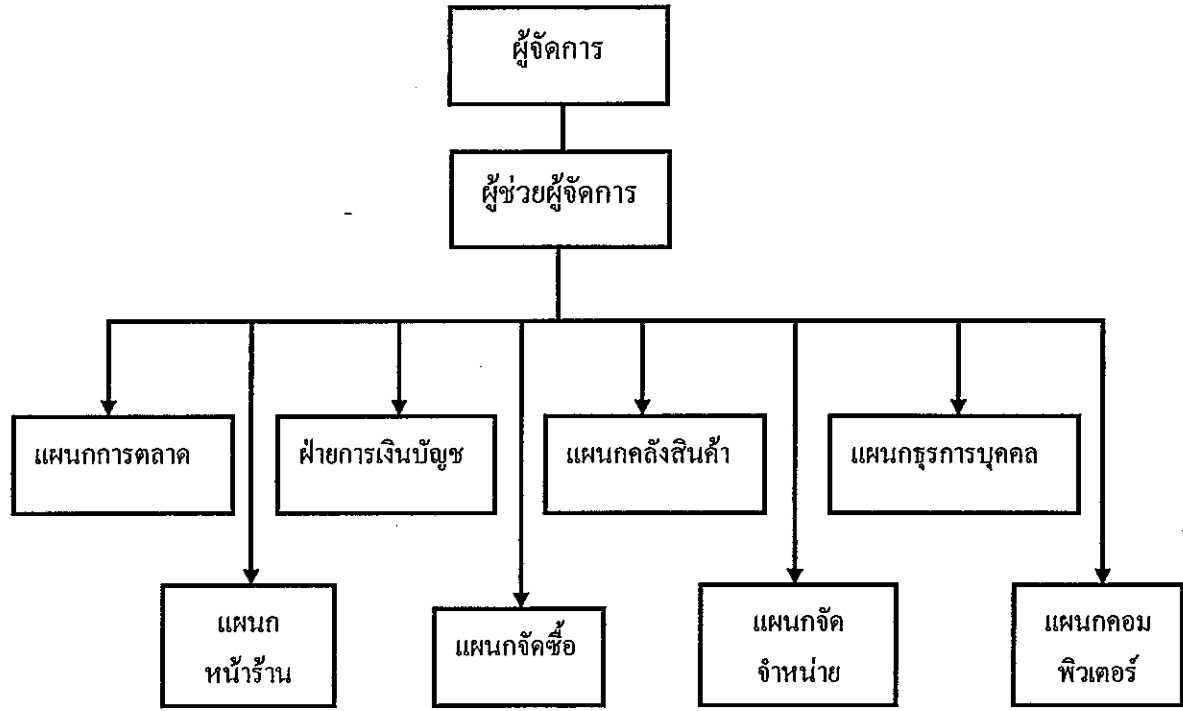 ผู้จัดการ
ผู้ช่วยผู้จัดการ
แผนกการตลาด
ฝ่ายการเงินบัญช
แผนกคลังสินค้า
แผนกธุรการบุคคล
แผนก
หน้าร้าน
แผนกจัดซื้อ
แผนกจัด
จำหน่าย
แผนกคอม
พิวเตอร์